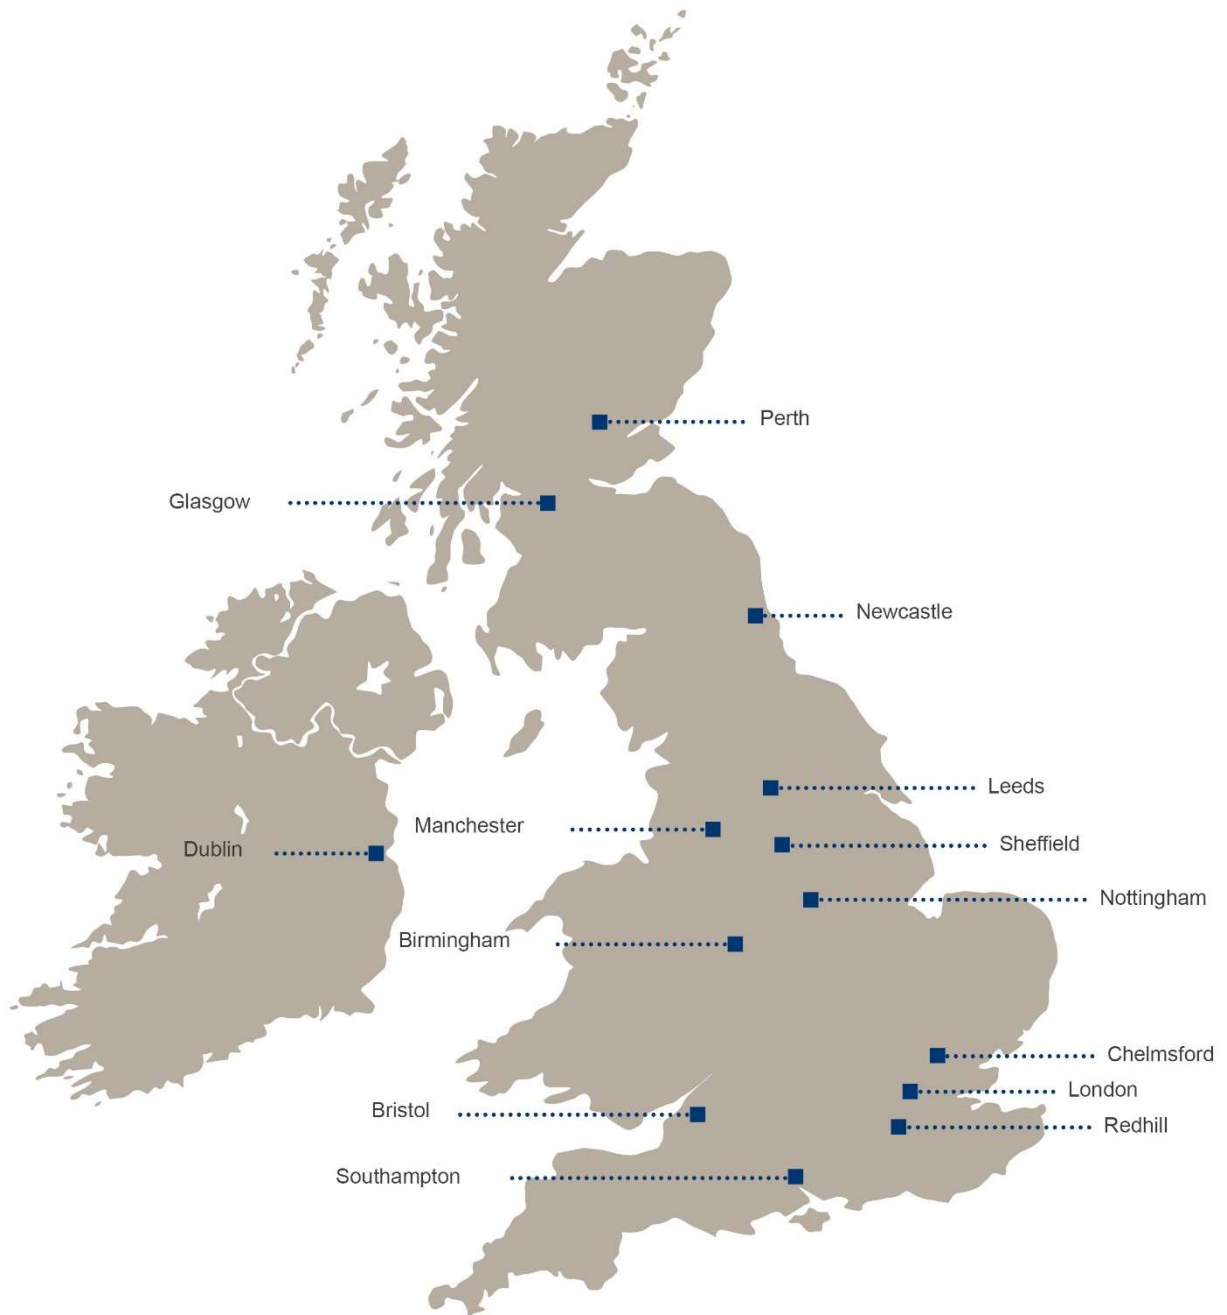 Perth
Glasgow
Newcastle
Leeds
Manchester
Sheffield
Dublin
Nottingham
Birmingham
Chelmsford
London
Bristol
Redhill
Southampton